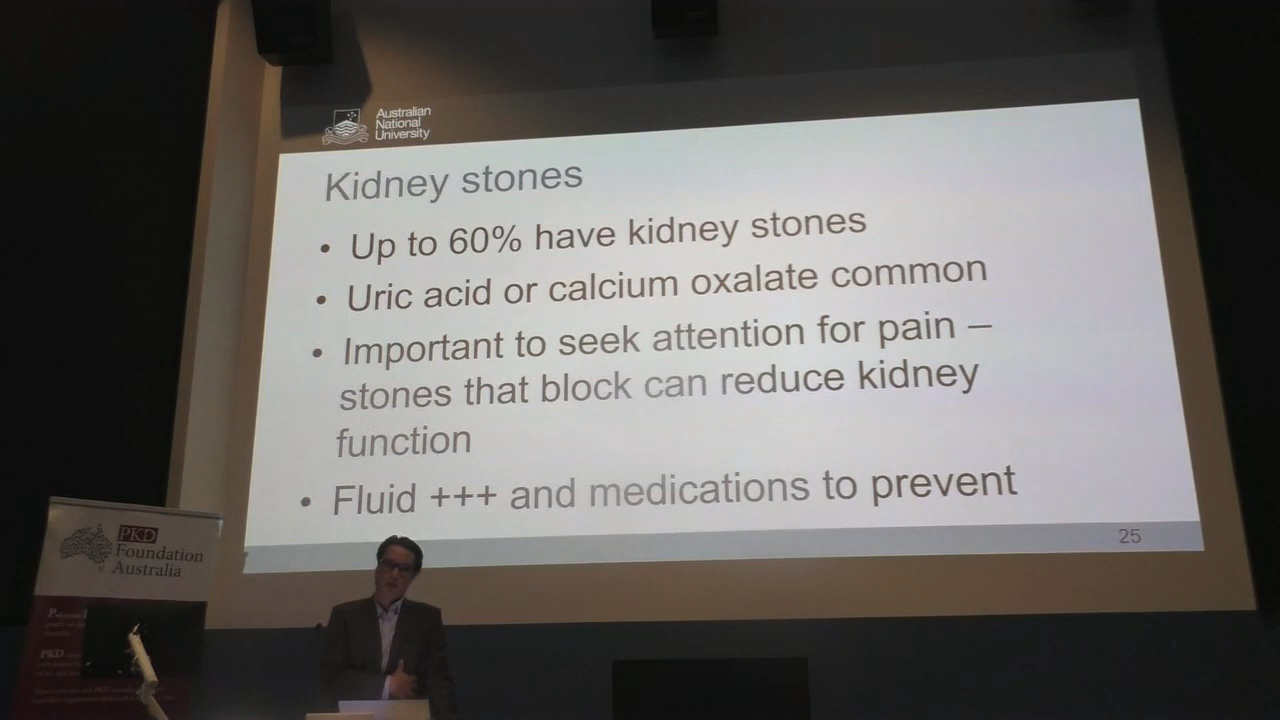 Australian
National
University
Kidney stones
• Up to 60% have kidney stones
• Uric acid or calcium oxalate common
• Important to seek attention for pain –
stones that block can reduce kidney
function
• Fluid +++ and medications to prevent
25
PKD
Foundation
Australia
PKD